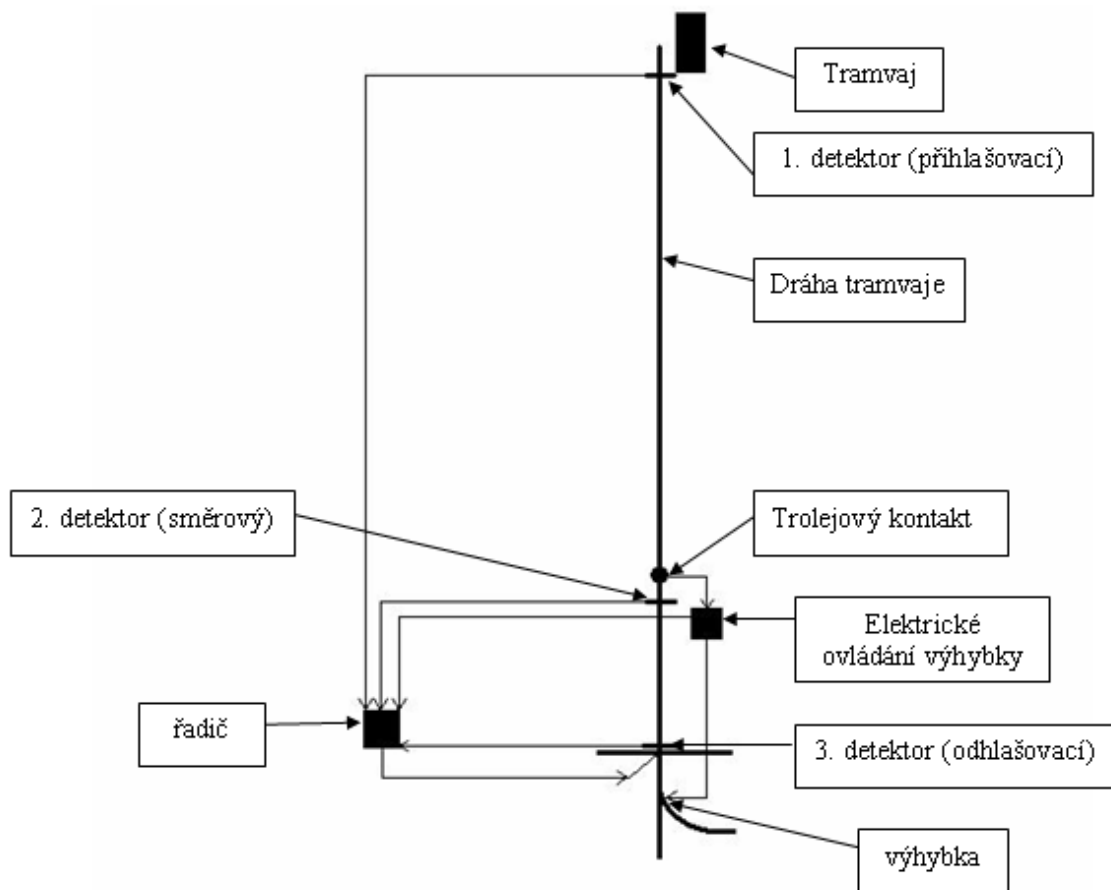 Tramvaj
1. detektor (přihlašovací)
Dráha tramvaje
2. detektor (směrový)
Trolejový kontakt
Elektrické
ovládání výhybky
řadič
3. detektor (odhlašovací)
výhybka